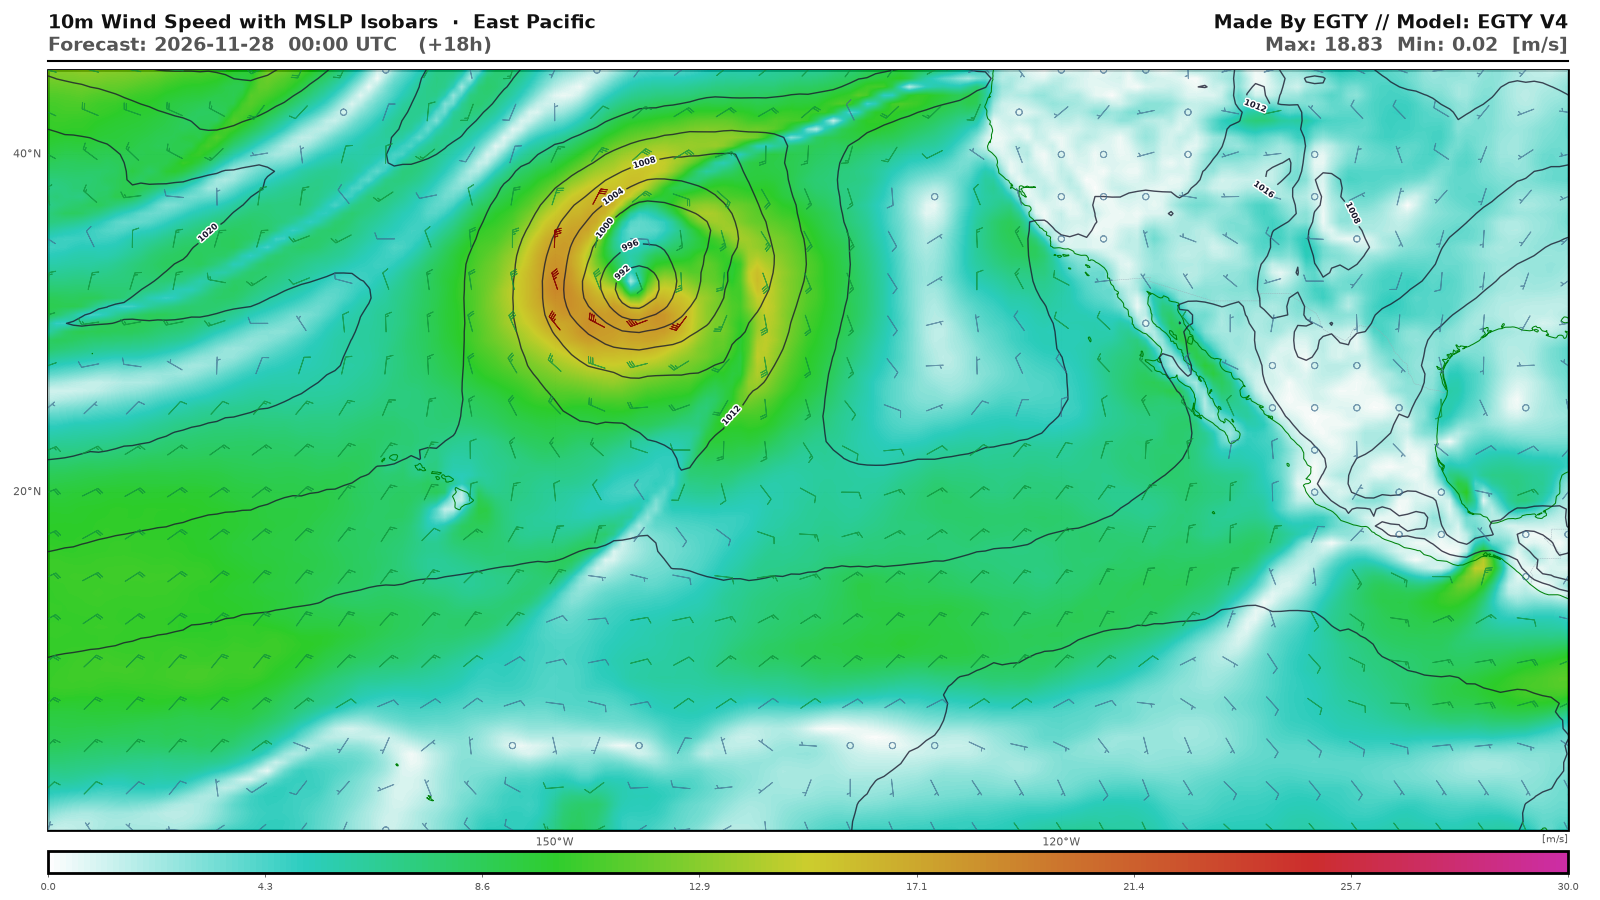 10m Wind Speed with MSLP Isobars · East Pacific
Made By EGTY // Model: EGTY V4
Forecast: 2026-11-28 00:00 UTC (+18h)
Max: 18.83 Min: 0.02 [m/s]
1012
1008
40°N
1016
1004
1008
1000
1020
996
992
1012
20°N
150°W
120°W
[m/s]
0.0
4.3
8.6
12.9
17.1
21.4
25.7
30.0